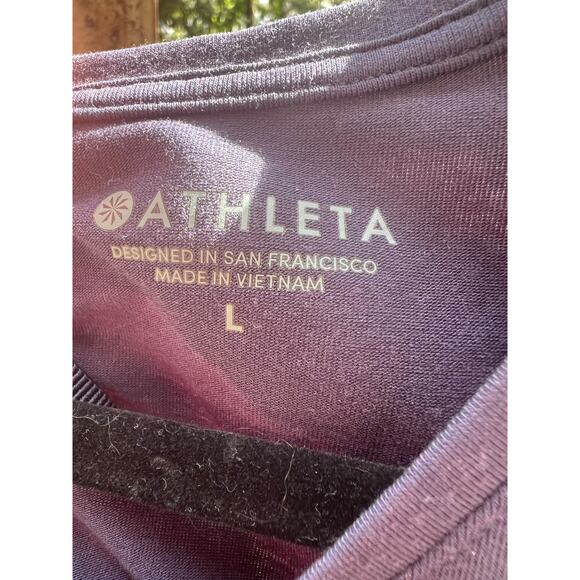 ATHLETA
DESIGNED IN SAN FRANCISCO
MADE IN VIETNAM
L